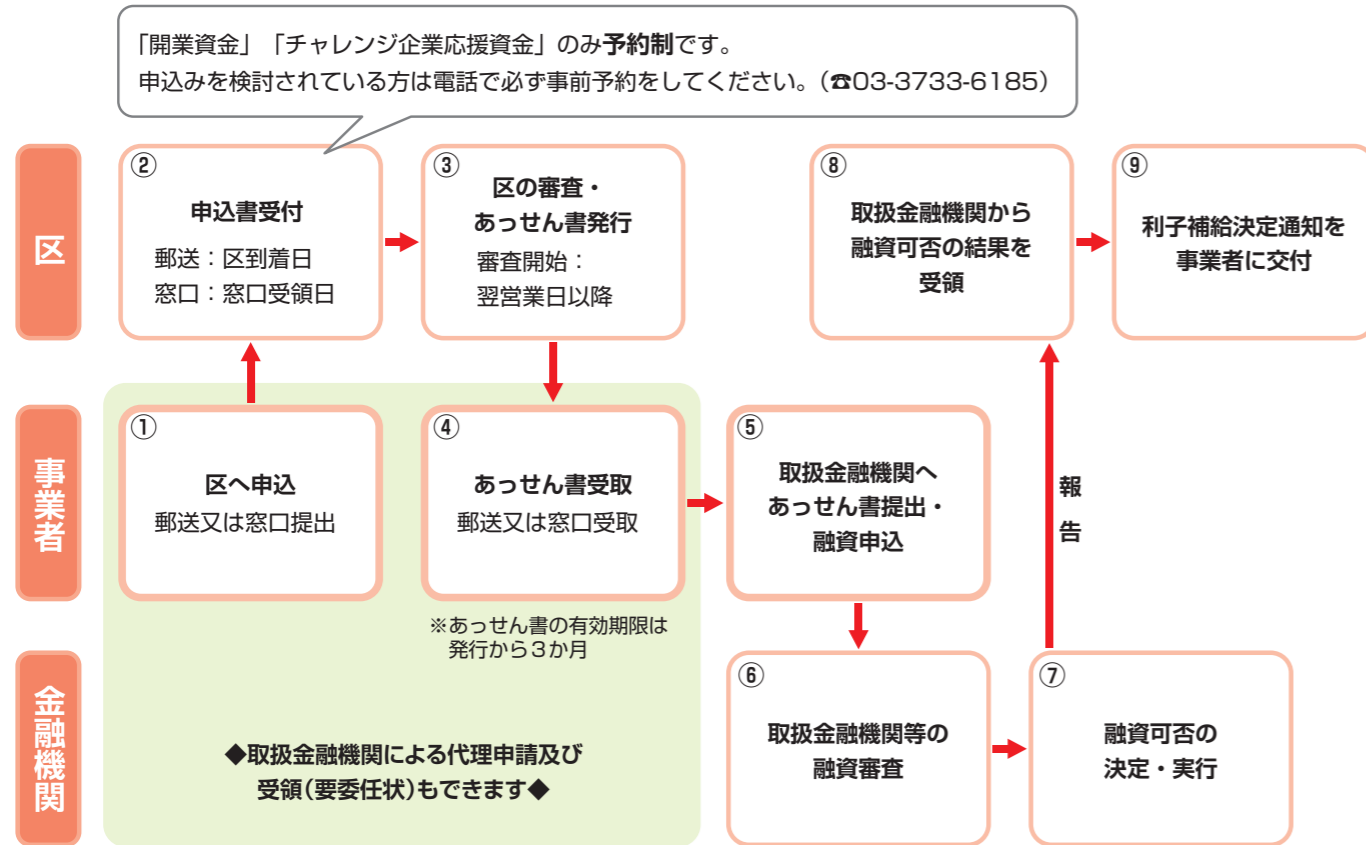 「開業資金」「チャレンジ企業応援資金」のみ予約制です。
申込みを検討されている方は電話で必ず事前予約をしてください。(☎03-3733-6185)
区
②
申込書受付
郵送：区到着日
窓口：窓口受領日
③
区の審査・
あっせん書発行
審査開始：
翌営業日以降
⑧
取扱金融機関から
融資可否の結果を
受領
⑨
利子補給決定通知を
事業者に交付
事業者
①
区へ申込
郵送又は窓口提出
④
あっせん書受取
郵送又は窓口受取
※あっせん書の有効期限は
発行から３か月
⑤
取扱金融機関へ
あっせん書提出・
融資申込
報告
金融機関
◆取扱金融機関による代理申請及び
受領(要委任状)もできます◆
⑥
取扱金融機関等の
融資審査
⑦
融資可否の
決定・実行